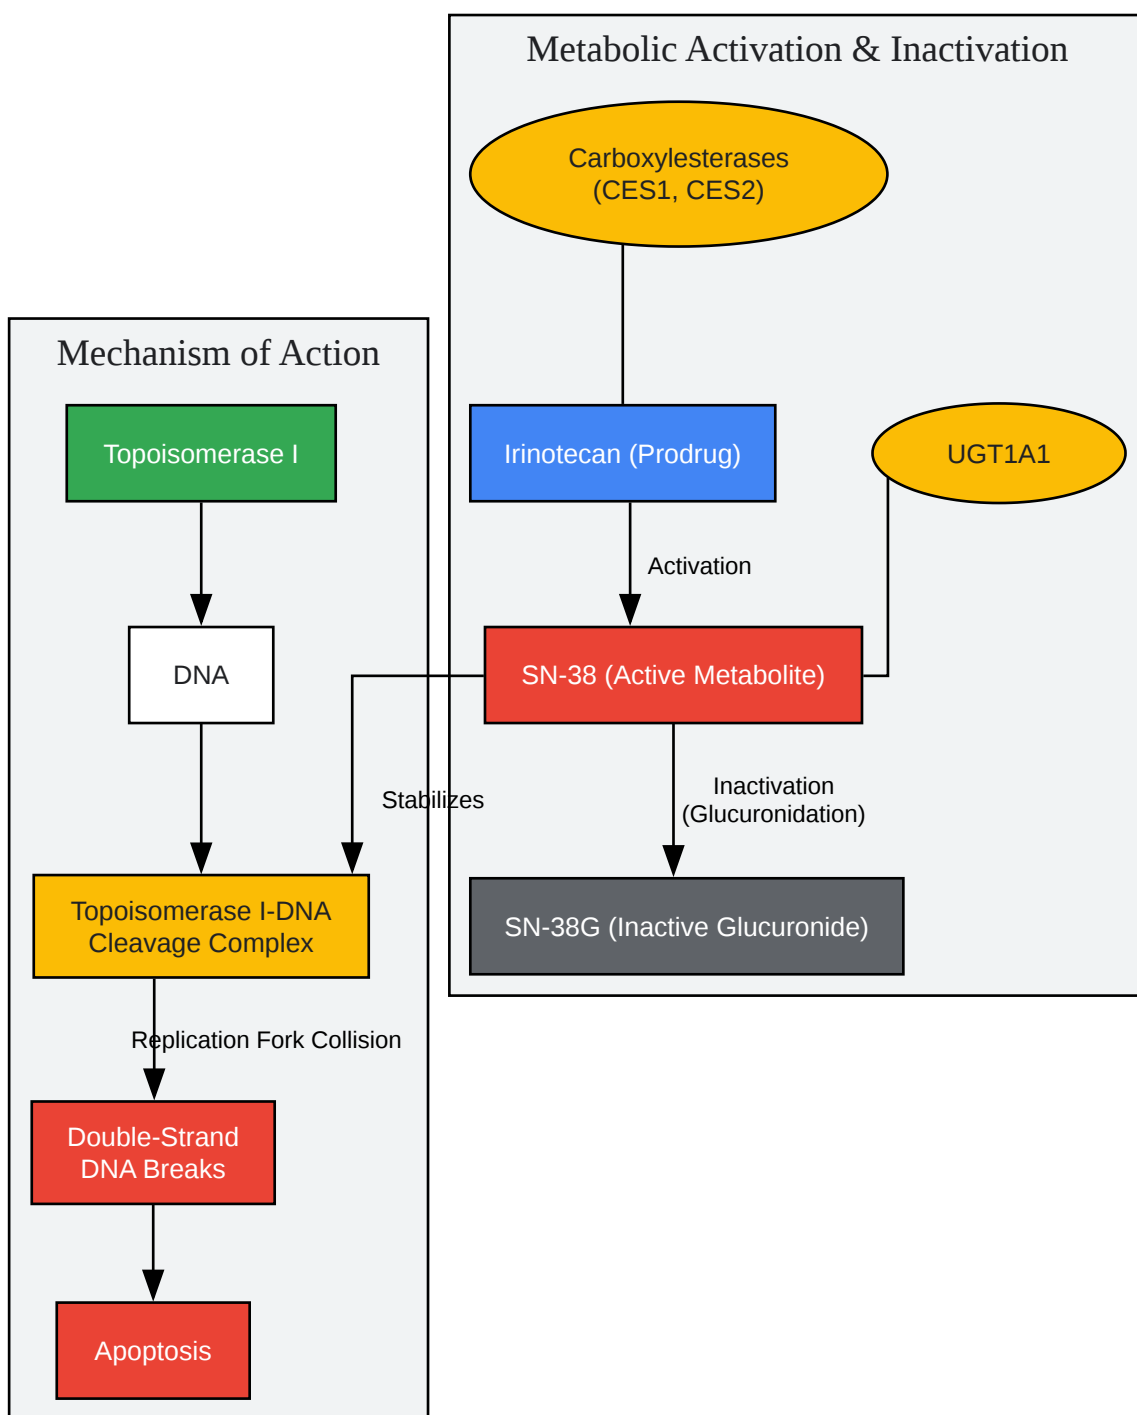 Metabolic Activation & Inactivation
Carboxylesterases
(CES1, CES2)
Mechanism of Action
Topoisomerase I
Irinotecan (Prodrug)
UGT1A1
Activation
DNA
SN-38 (Active Metabolite)
Stabilizes
Inactivation
(Glucuronidation)
Topoisomerase I-DNA
Cleavage Complex
SN-38G (Inactive Glucuronide)
Replication Fork Collision
Double-Strand
DNA Breaks
Apoptosis